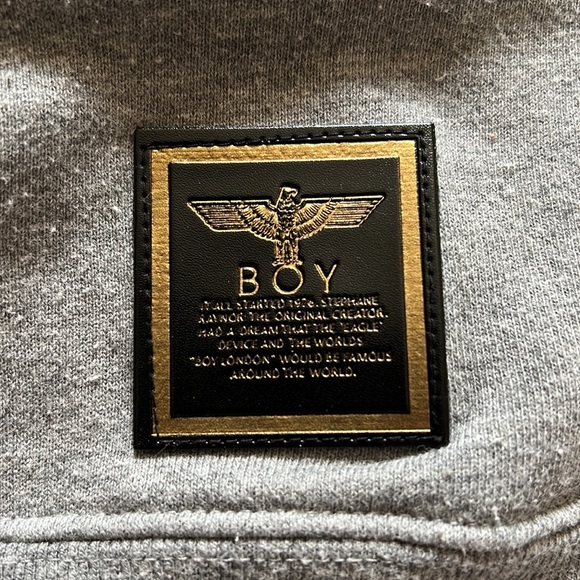 BOY
IT ALL STARTED 1976. STEPHANE
RAYNOR THE ORIGINAL CREATOR.
HAD A DREAM THAT THE 'EAGLE'
DEVICE AND THE WORLDS
"BOY LONDON" WOULD BE FAMOUS
AROUND THE WORLD.